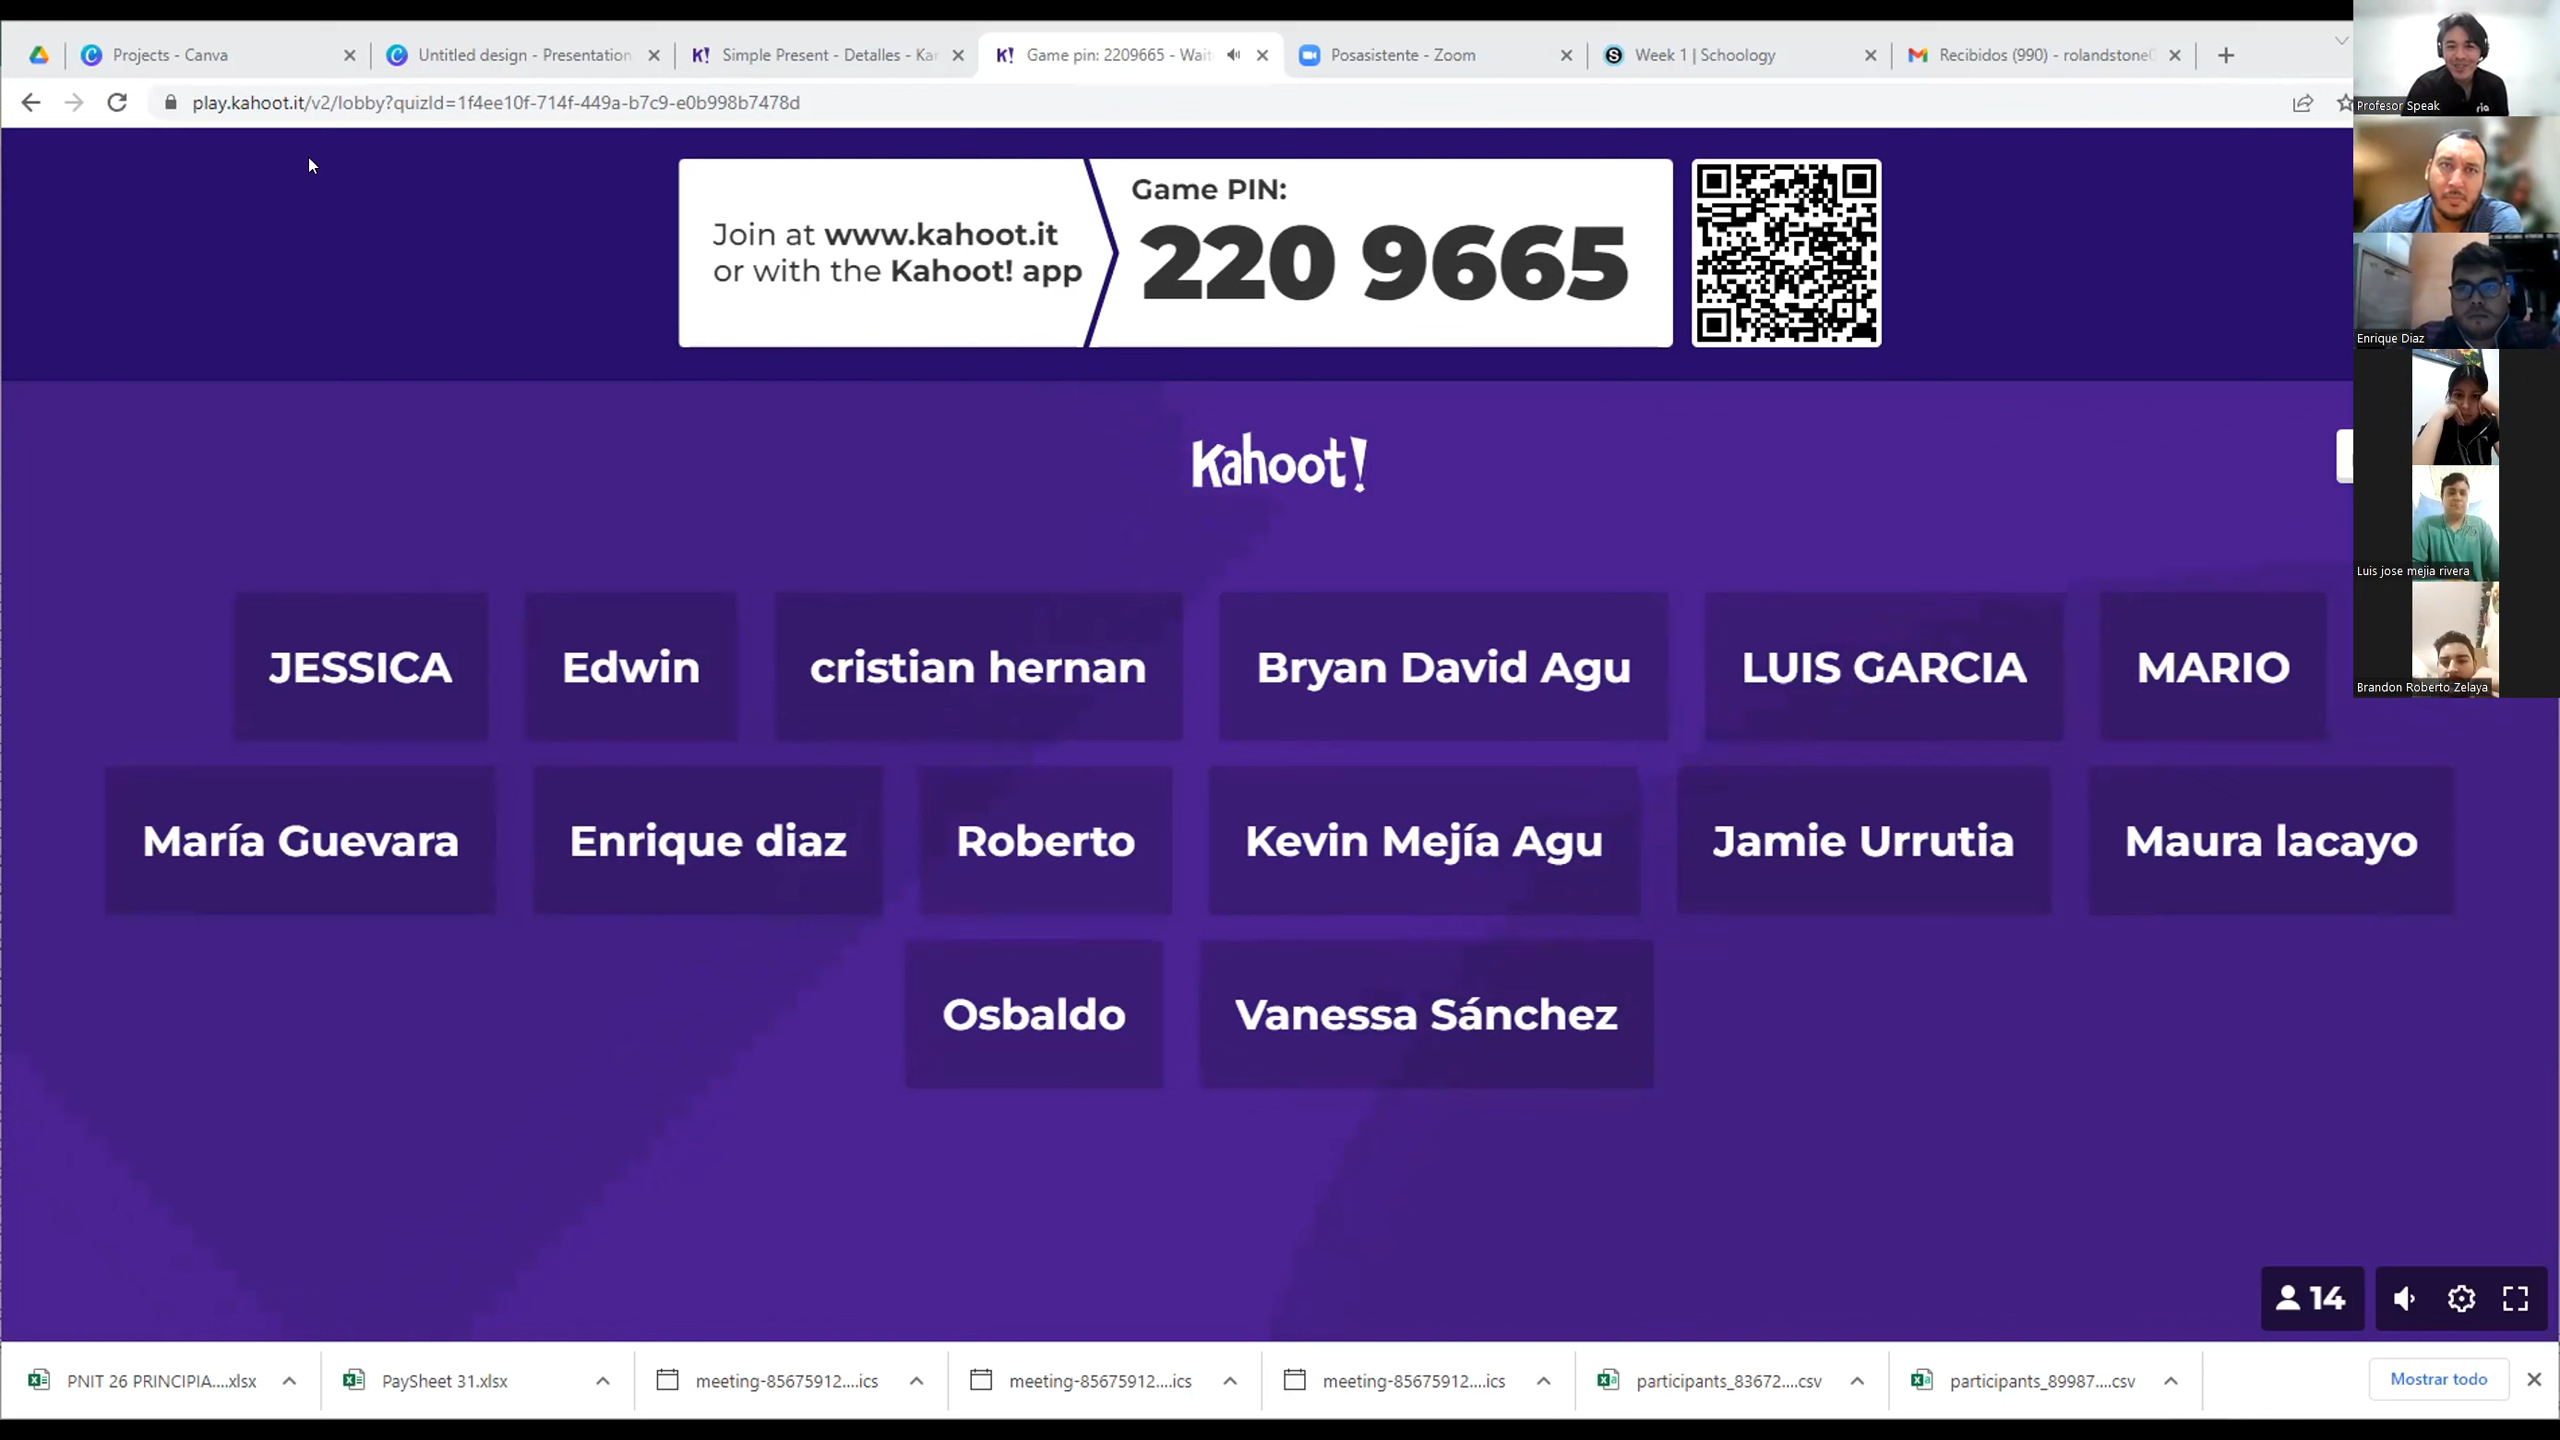 Projects - Canva
Untitled design - Presentation
Simple Present - Detalles - Ka
Game pin: 2209665 - Wait
Posasistente - Zoom
Week 1 | Schoology
Recibidos (990) - rolandstone
play.kahoot.it/v2/lobby?quizId=1f4ee10f-714f-449a-b7c9-e0b998b7478d
Profesor Speak
Join at www.kahoot.it
or with the Kahoot! app
Game PIN:
220 9665
Enrique Diaz
Kahoot!
Luis jose mejia rivera
JESSICA
Edwin
cristian hernan
Bryan David Agu
LUIS GARCIA
MARIO
Brandon Roberto Zelaya
María Guevara
Enrique diaz
Roberto
Kevin Mejía Agu
Jamie Urrutia
Maura lacayo
Osbaldo
Vanessa Sánchez
14
PNIT 26 PRINCIPIA....xlsx
PaySheet 31.xlsx
meeting-85675912....ics
meeting-85675912....ics
meeting-85675912....ics
participants_83672....csv
participants_89987....csv
Mostrar todo